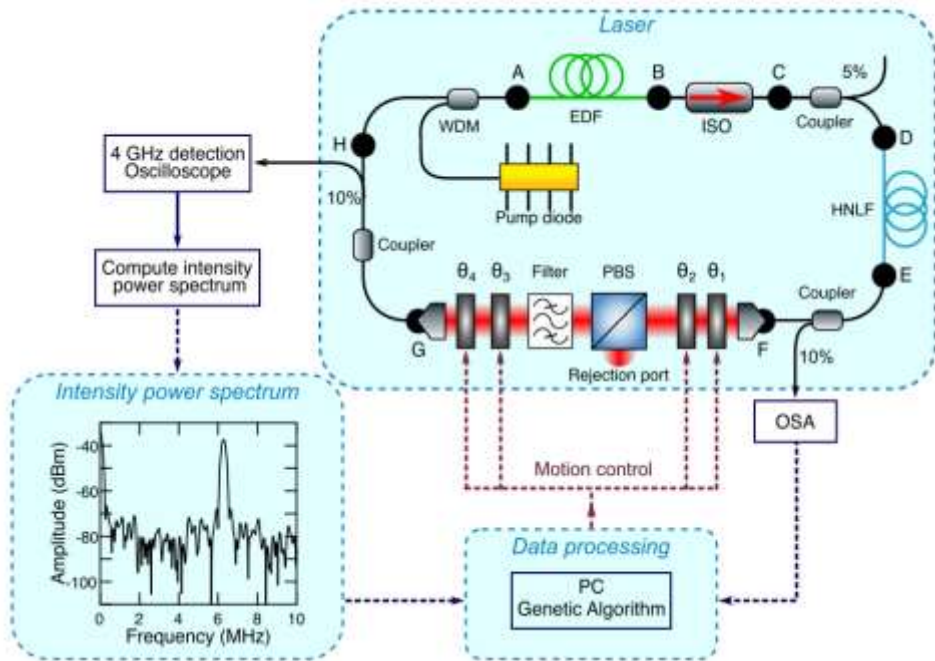 Laser
A
B
C
5%
EDF
WDM
ISO
Coupler
H
D
4 GHz detection
Oscilloscope
10%
Pump diode
HNLF
Coupler
Compute intensity
power spectrum
θ4
θ3
Filter
PBS
θ2
θ1
Coupler
E
G
F
10%
Rejection port
Intensity power spectrum
OSA
Motion control
Amplitude (dBm)
-40
-60
-80
-100
0
2
4
6
8
10
Frequency (MHz)
Data processing
PC
Genetic Algorithm